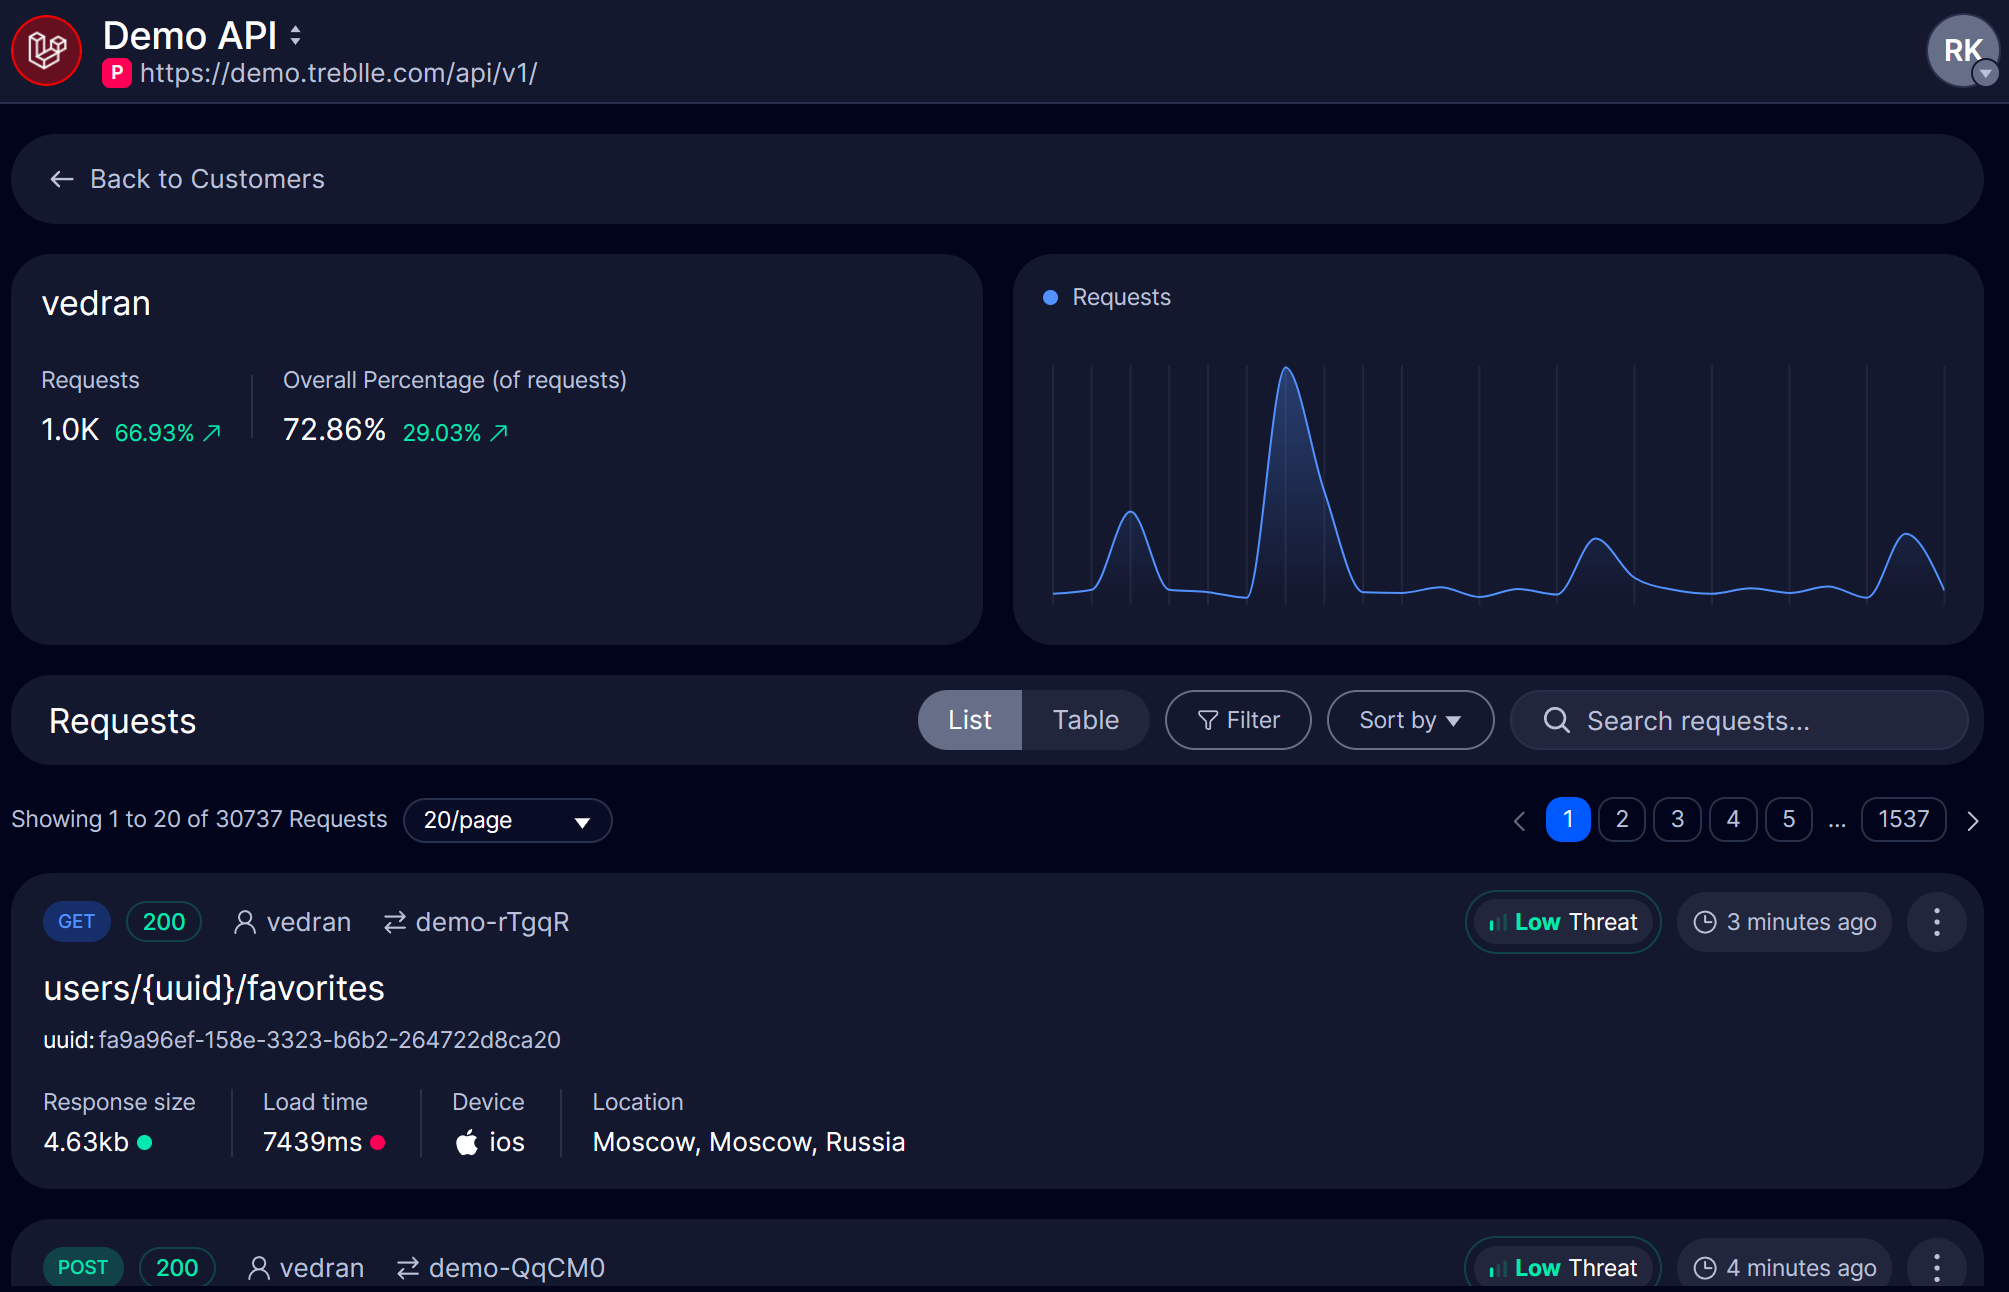 Demo API
P https://demo.treblle.com/api/v1/
RK
Back to Customers
vedran
Requests
Overall Percentage (of requests)
1.0K 66.93%
72.86% 29.03%
Requests
Requests
List Table Filter Sort by Search requests...
Showing 1 to 20 of 30737 Requests 20/page 1 2 3 4 5 ... 1537
GET 200 vedran demo-rTgqR Low Threat 3 minutes ago
users/{uuid}/favorites
uuid: fa9a96ef-158e-3323-b6b2-264722d8ca20
Response size Load time Device Location
4.63kb 7439ms ios Moscow, Moscow, Russia
POST 200 vedran demo-QqCM0 Low Threat 4 minutes ago